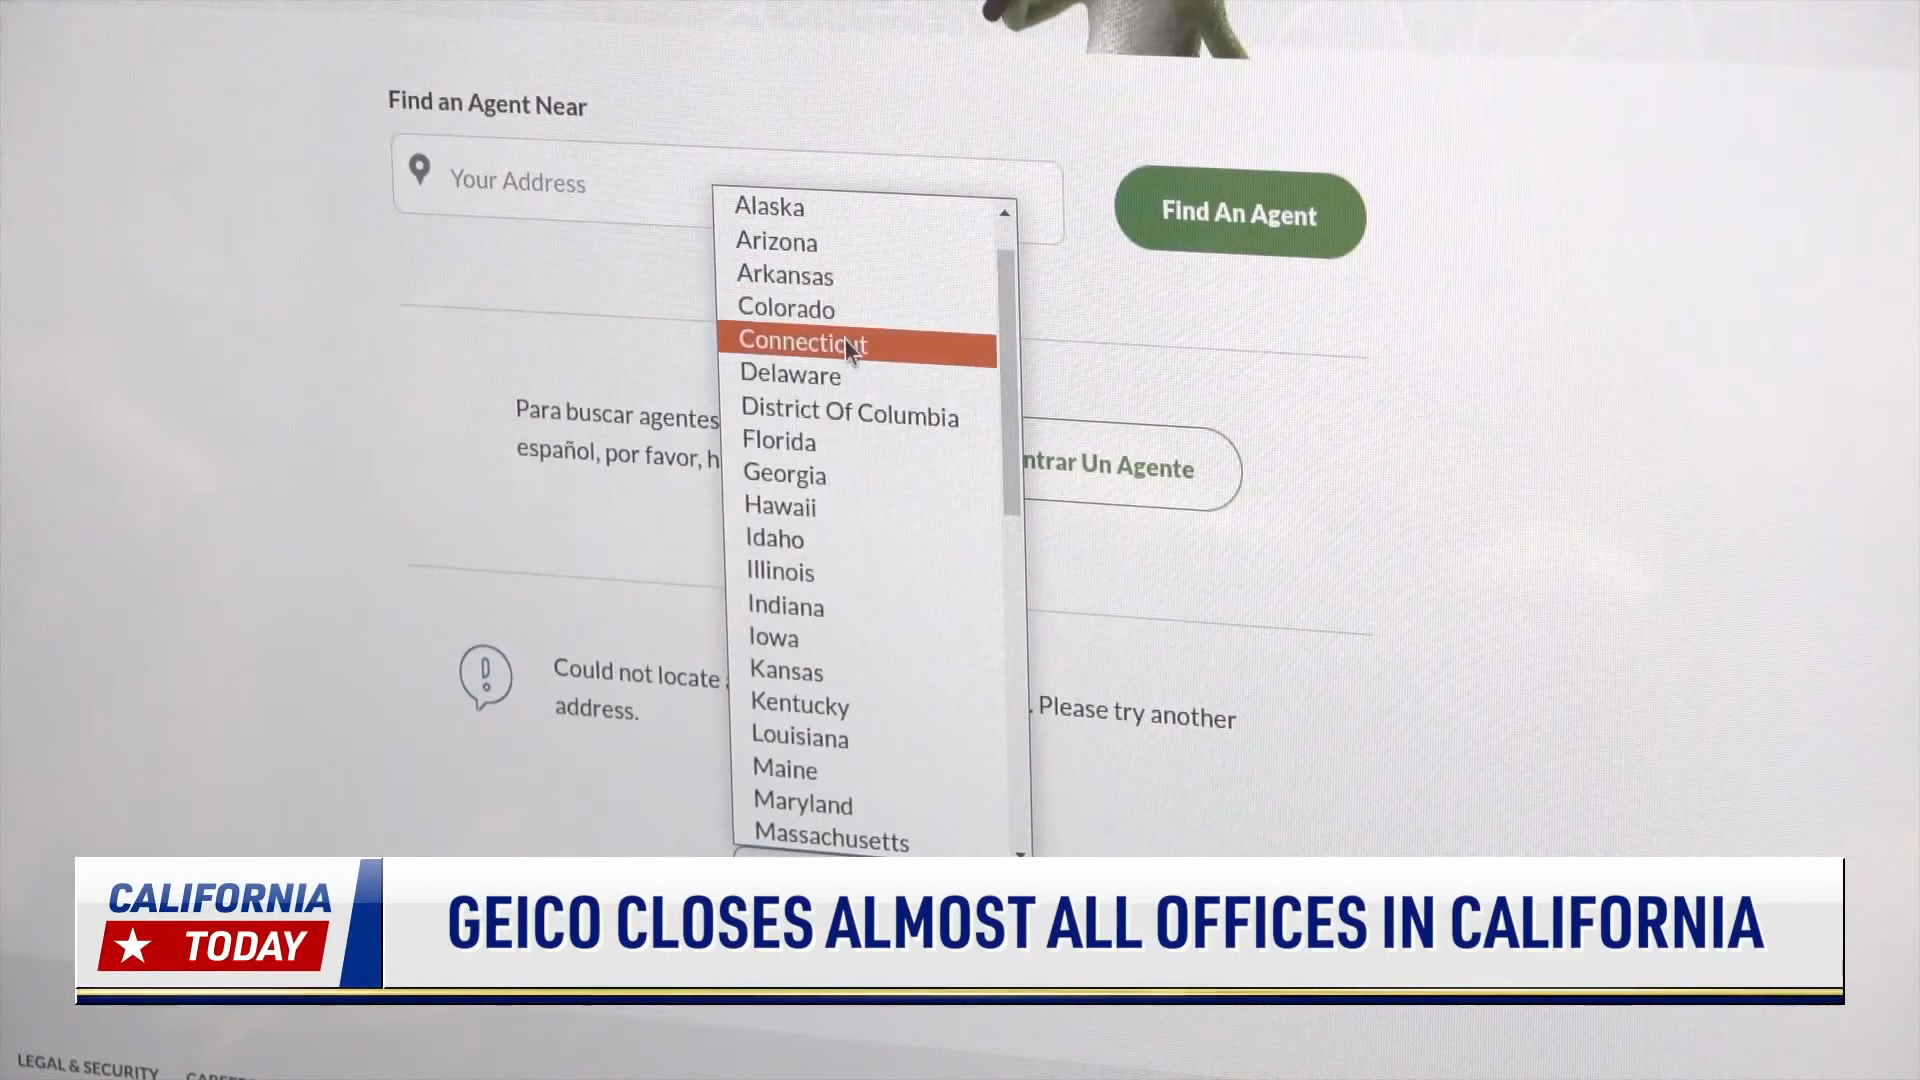 Find an Agent Near
Your Address
Find An Agent
Alaska
Arizona
Arkansas
Colorado
Connecticut
Delaware
District Of Columbia
Florida
Georgia
Hawaii
Idaho
Illinois
Indiana
Iowa
Kansas
Kentucky
Louisiana
Maine
Maryland
Massachusetts
Para buscar agentes
español, por favor, h
ntrar Un Agente
Could not locate
. Please try another
address.
CALIFORNIA
TODAY
GEICO CLOSES ALMOST ALL OFFICES IN CALIFORNIA
LEGAL & SECURITY